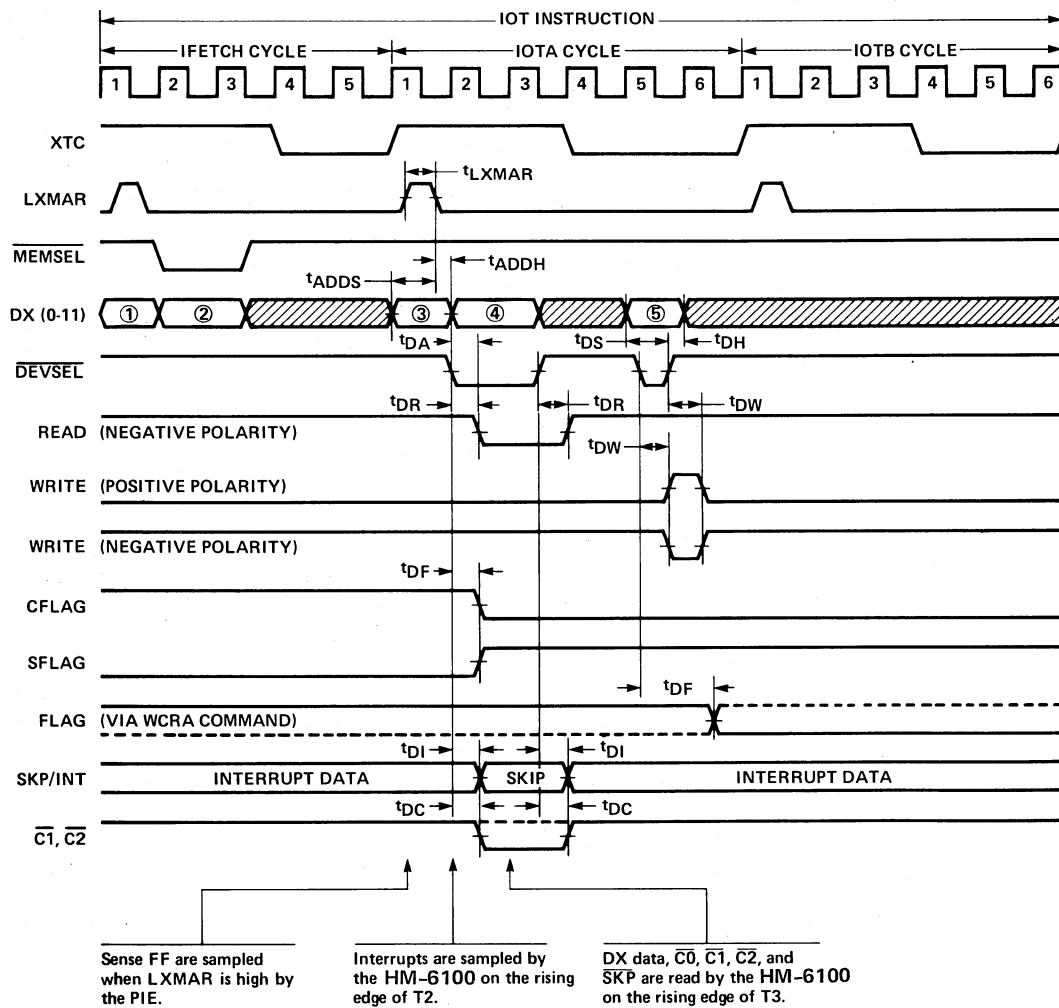 IOT INSTRUCTION
IFETCH CYCLE IOTA CYCLE IOTB CYCLE
1 2 3 4 5 1 2 3 4 5 6 1 2 3 4 5 6
XTC
tLXMAR
LXMAR
MEMSEL
tADDH
tADDS
DX (0-11) ① ② ③ ④ ⑤
tDA tDS tDH
DEVSEL
tDR tDR tDW
READ (NEGATIVE POLARITY)
tDW
WRITE (POSITIVE POLARITY)
WRITE (NEGATIVE POLARITY)
tDF
CFLAG
SFLAG
tDF
FLAG (VIA WCRA COMMAND)
tDI tDI
SKP/INT INTERRUPT DATA SKIP INTERRUPT DATA
tDC tDC
C1, C2
Sense FF are sampled
when LXMAR is high by
the PIE.
Interrupts are sampled by
the HM-6100 on the rising
edge of T2.
DX data, C0, C1, C2, and
SKP are read by the HM-6100
on the rising edge of T3.